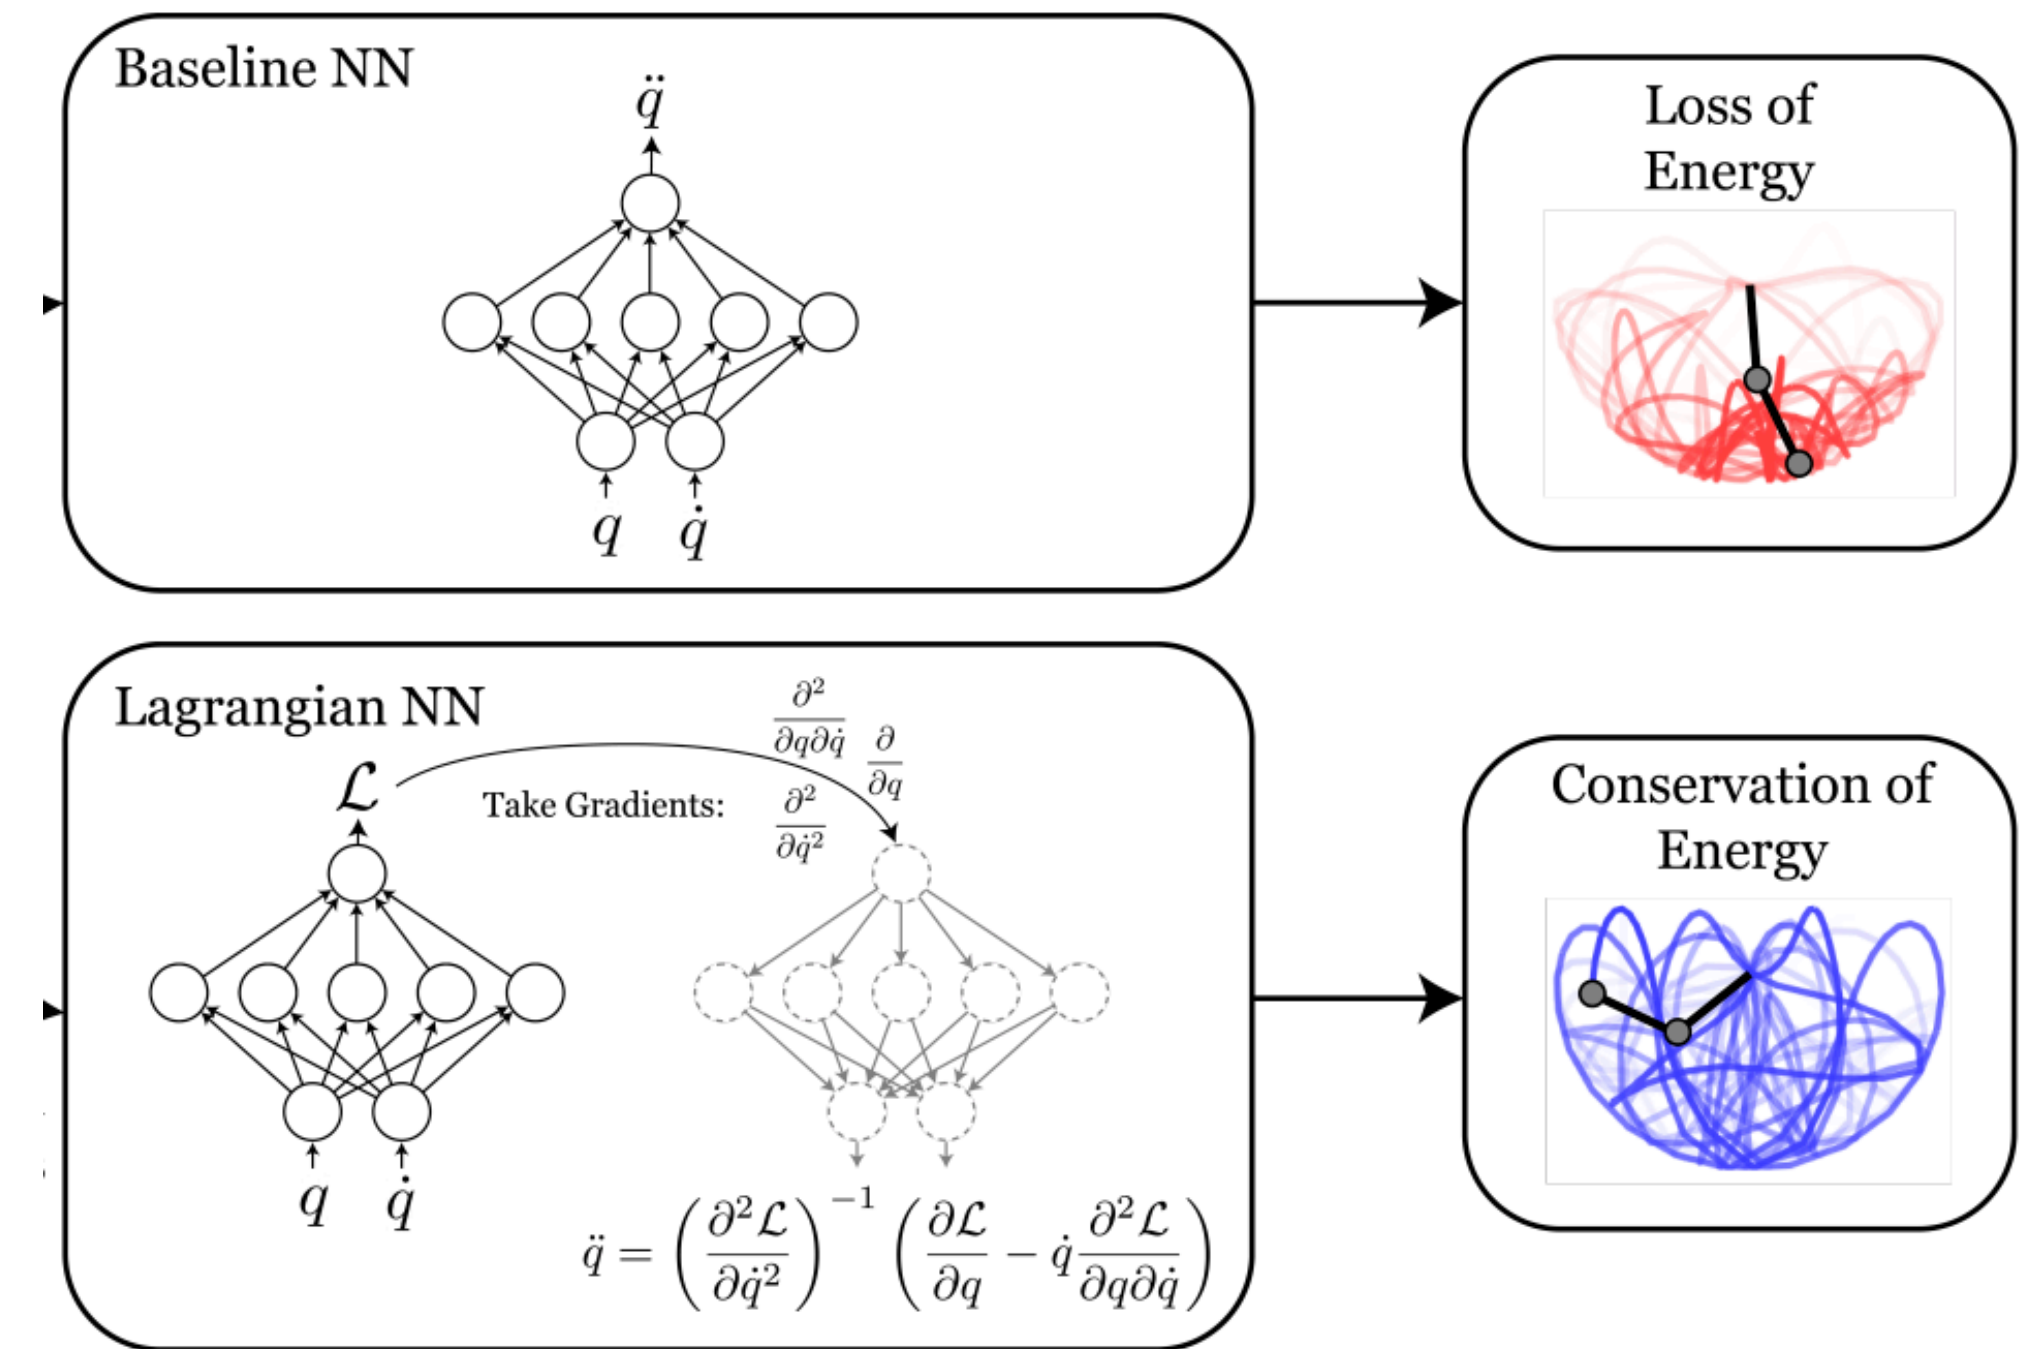 Baseline NN
q̈
q q̇
Loss of
Energy
Lagrangian NN
ℒ
Take Gradients:
∂²/∂q∂q̇
∂/∂q
∂²/∂q̇²
q q̇
q̈ = (∂²ℒ/∂q̇²)⁻¹ (∂ℒ/∂q − q̇ ∂²ℒ/∂q∂q̇)
Conservation of
Energy